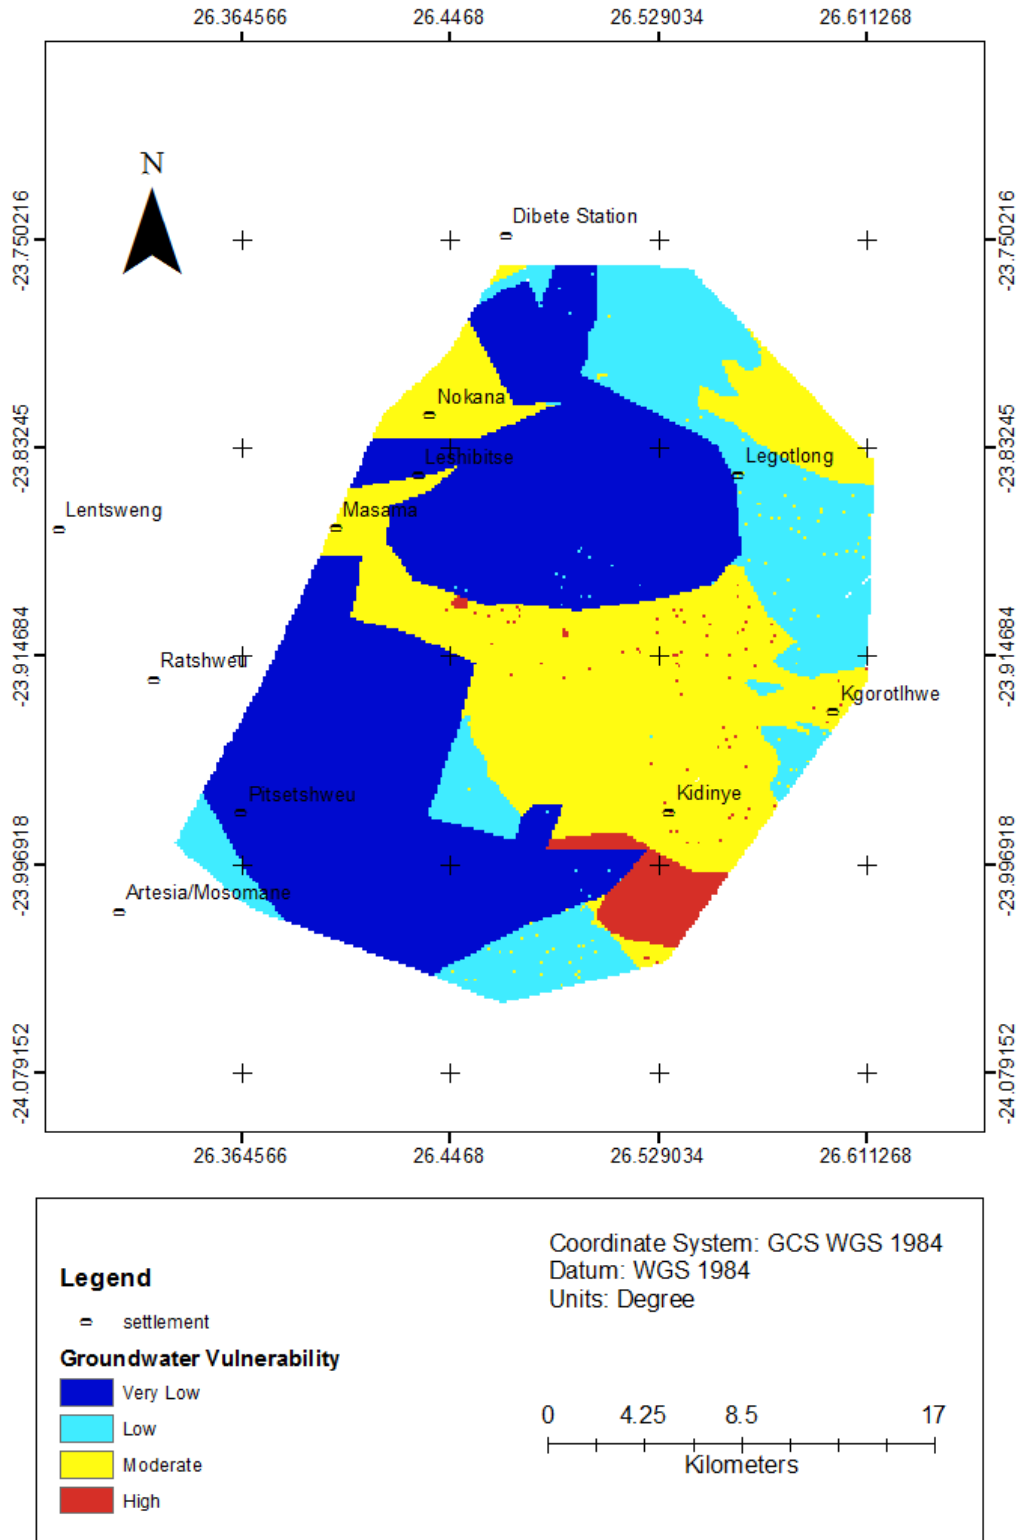 26.364566 26.4468 26.529034 26.611268
N
-23.750216 -23.750216
Dibete Station
Nokana
-23.83245 -23.83245
Leshibitse
Legotlong
Lentsweng
Masama
-23.914684 -23.914684
Ratshweu
Kgorotlhwe
Pitsetshweu
Kidinye
-23.996918 -23.996918
Artesia/Mosomane
-24.079152 -24.079152
26.364566 26.4468 26.529034 26.611268
Coordinate System: GCS WGS 1984
Datum: WGS 1984
Units: Degree
Legend
settlement
Groundwater Vulnerability
Very Low
Low
Moderate
High
0 4.25 8.5 17
Kilometers